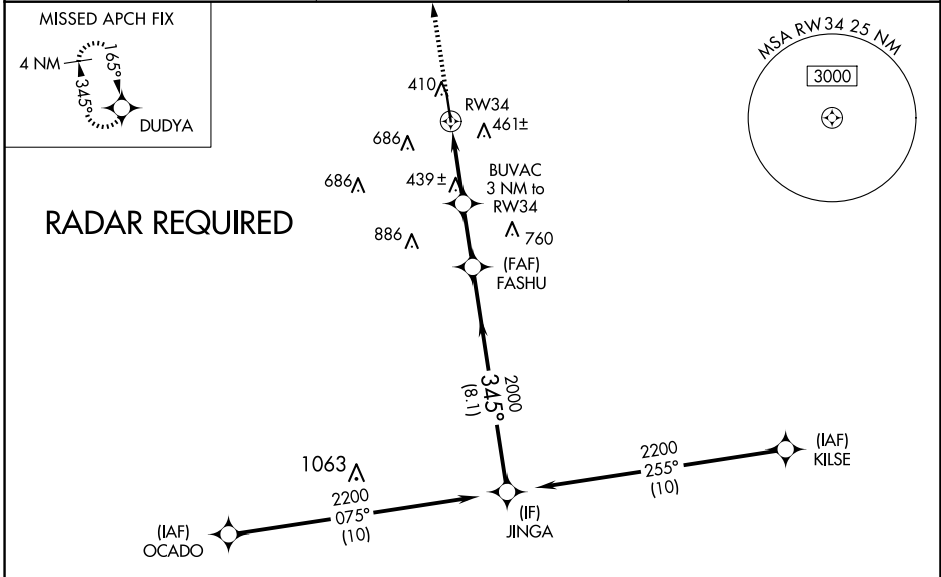 MISSED APCH FIX
4 NM
165°
345°
DUDYA
MSA RW34 25 NM
3000
410
RW34
461±
686
BUVAC
3 NM to
RW34
686
439±
RADAR REQUIRED
886
760
(FAF)
FASHU
2000
345°
(8.1)
1063
2200
075°
(10)
(IAF)
OCADO
(IF)
JINGA
2200
255°
(10)
(IAF)
KILSE